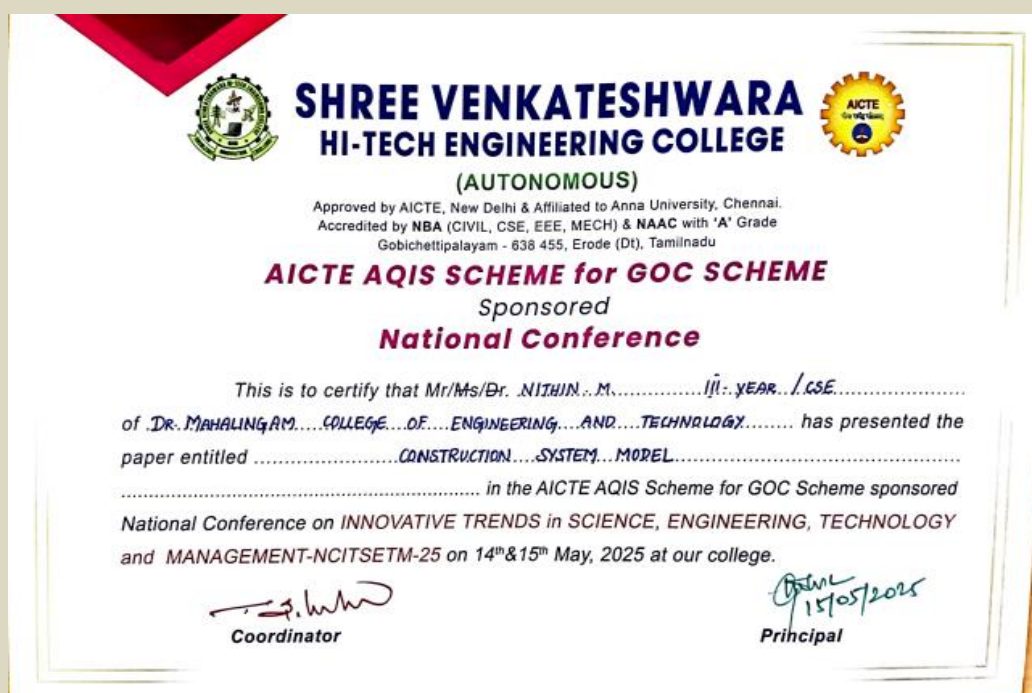 SHREE VENKATESHWARA
HI-TECH ENGINEERING COLLEGE
AICTE
(AUTONOMOUS)
Approved by AICTE, New Delhi & Affiliated to Anna University, Chennai.
Accredited by NBA (CIVIL, CSE, EEE, MECH) & NAAC with 'A' Grade
Gobichettipalayam - 638 455, Erode (Dt), Tamilnadu
AICTE AQIS SCHEME for GOC SCHEME
Sponsored
National Conference
This is to certify that Mr/Ms/Dr. NITHIN. M. III- YEAR / CSE
of DR. MAHALINGAM COLLEGE OF ENGINEERING AND TECHNOLOGY has presented the
paper entitled CONSTRUCTION SYSTEM MODEL
in the AICTE AQIS Scheme for GOC Scheme sponsored
National Conference on INNOVATIVE TRENDS in SCIENCE, ENGINEERING, TECHNOLOGY
and MANAGEMENT-NCITSETM-25 on 14th&15th May, 2025 at our college.
15/05/2025
Coordinator
Principal